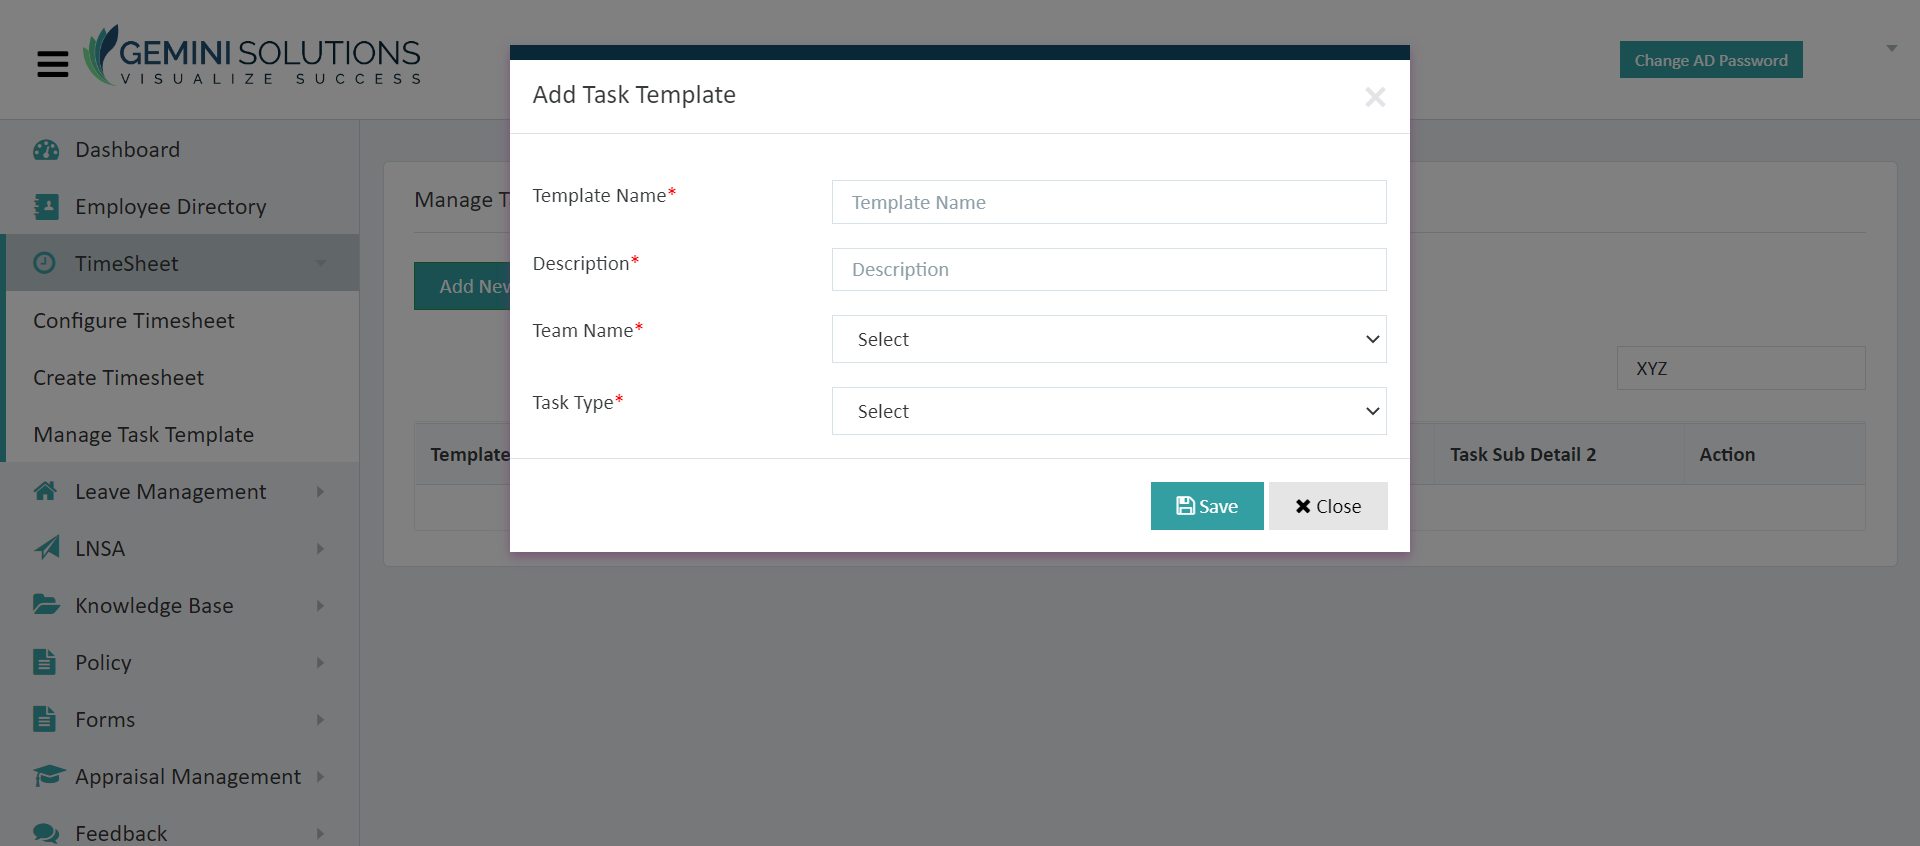 GEMINI SOLUTIONS
VISUALIZE SUCCESS
Change AD Password
Dashboard
Employee Directory
TimeSheet
Configure Timesheet
Create Timesheet
Manage Task Template
Leave Management
LNSA
Knowledge Base
Policy
Forms
Appraisal Management
Feedback
Manage T
Add New
XYZ
Template
Task Sub Detail 2
Action
Add Task Template
Template Name*
Template Name
Description*
Description
Team Name*
Select
Task Type*
Select
Save
Close